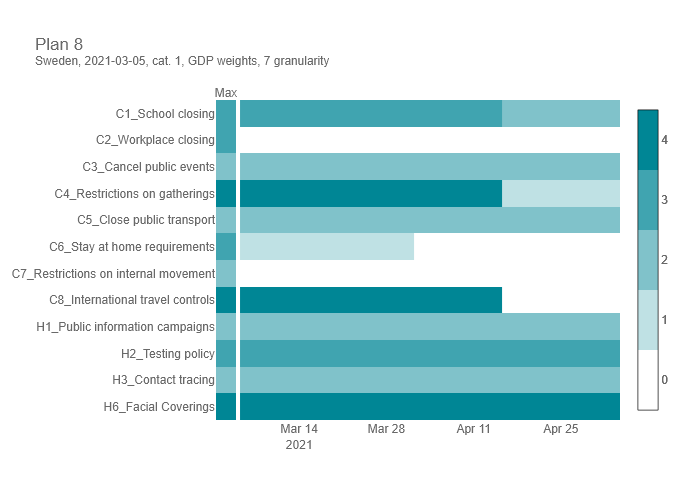 Plan 8
Sweden, 2021-03-05, cat. 1, GDP weights, 7 granularity
Max
C1_School closing
C2_Workplace closing
C3_Cancel public events
C4_Restrictions on gatherings
C5_Close public transport
C6_Stay at home requirements
C7_Restrictions on internal movement
C8_International travel controls
H1_Public information campaigns
H2_Testing policy
H3_Contact tracing
H6_Facial Coverings
Mar 14 Mar 28 Apr 11 Apr 25
2021
4
3
2
1
0